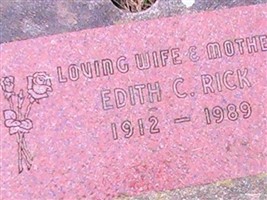 LOVING WIFE & MOTHE
EDITH C. RICK
1912 - 1989